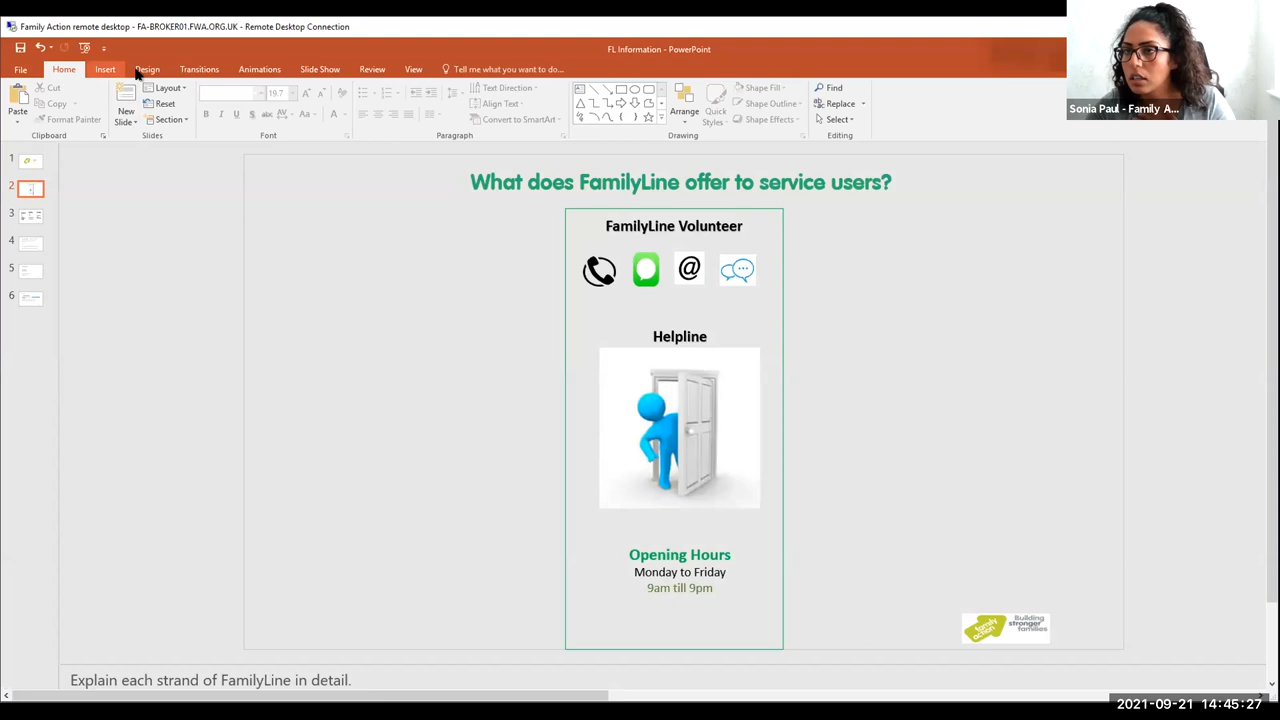 Family Action remote desktop - FA-BROKER01.FWA.ORG.UK - Remote Desktop Connection
FL Information - PowerPoint
File
Home
Insert
Design
Transitions
Animations
Slide Show
Review
View
Tell me what you want to do...
Sonia Paul - Family A...
Paste
Cut
Copy
Format Painter
Clipboard
New
Slide
Layout
Reset
Section
Slides
19.7
B I U S
Font
Text Direction
Align Text
Convert to SmartArt
Paragraph
Arrange
Quick
Styles
Shape Fill
Shape Outline
Shape Effects
Drawing
Find
Replace
Select
Editing
1
2
3
4
5
6
What does FamilyLine offer to service users?
FamilyLine Volunteer
@
Helpline
Opening Hours
Monday to Friday
9am till 9pm
family
action
Building
stronger
families
Explain each strand of FamilyLine in detail.
2021-09-21 14:45:27